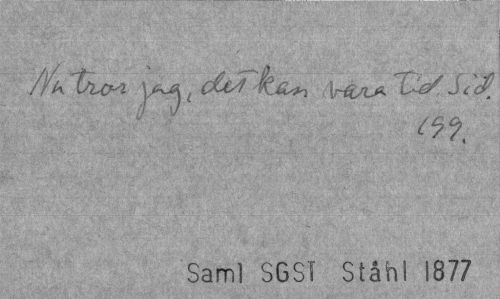 Nu tror jag, det kan vara tid. Sid.
199.
Saml SGST Ståhl 1877